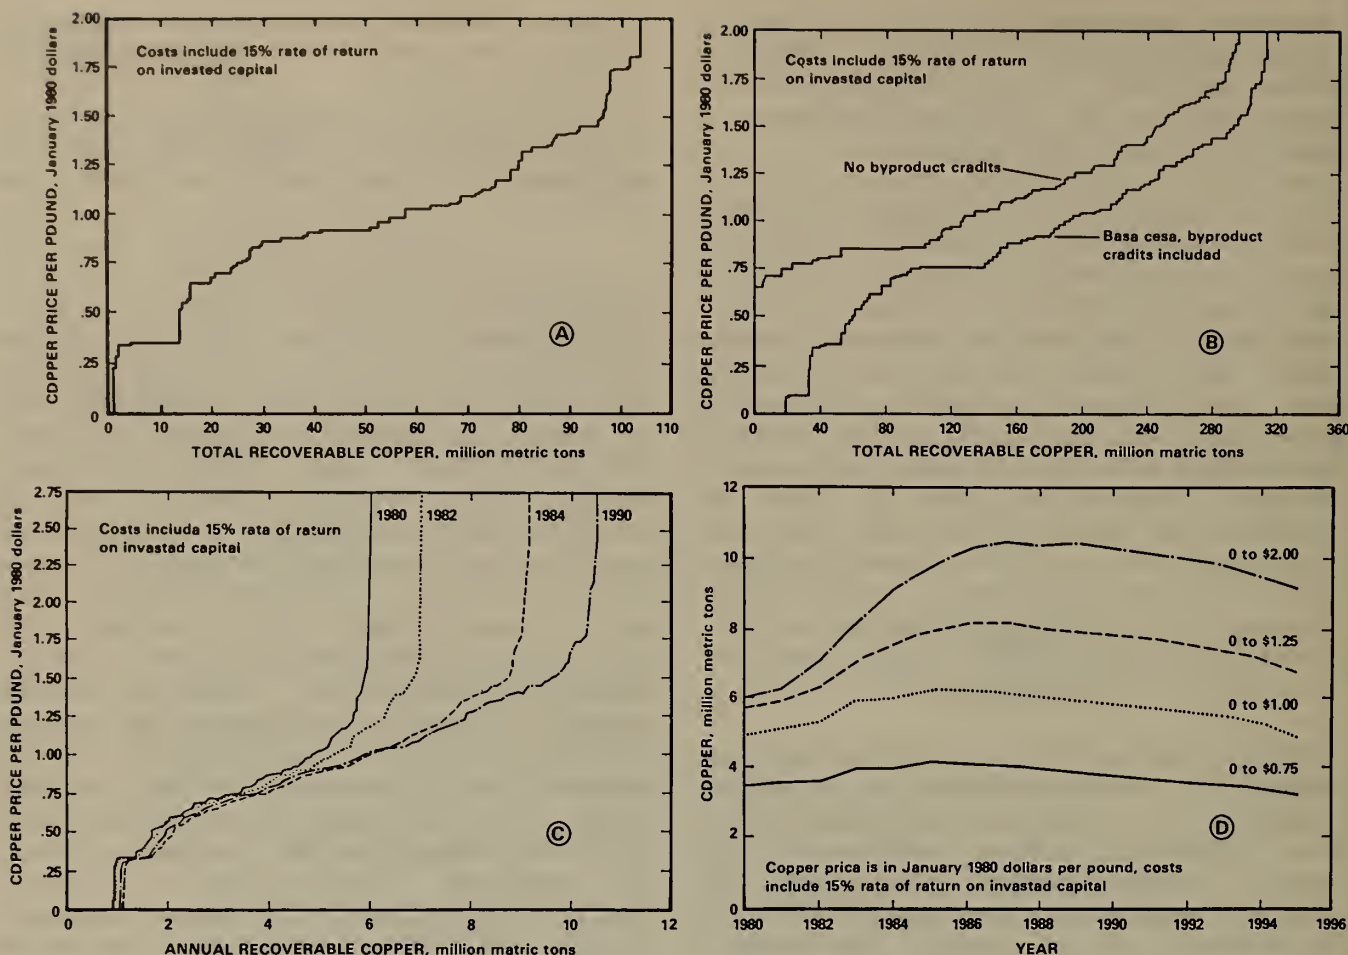 CDPPER PRICE PER PDUND, January 1980 dollars
2.00
1.75
1.50
1.25
1.00
.75
.50
.25
0
Costs include 15% rate of return
on invested capital
A
0 10 20 30 40 50 60 70 80 90 100 110
TOTAL RECOVERABLE COPPER, million metric tons
CDPPER PRICE PER PDUND, January 1980 dollars
2.00
1.75
1.50
1.25
1.00
.75
.50
.25
0
Costs include 15% rate of return
on invastad capital
No byproduct cradits
Basa cesa, byproduct
cradits includad
B
0 40 80 120 160 200 240 280 320 360
TOTAL RECOVERABLE COPPER, million matric tons
CDPPER PRICE PER PDUND, January 1980 dollars
2.75
2.50
2.25
2.00
1.75
1.50
1.25
1.00
.75
.50
.25
0
Costs includa 15% rata of return
on invastad capital
1980
1982
1984
1990
C
0 2 4 6 8 10 12
ANNUAL RECOVERABLE COPPER, million matric tons
CDPPER, million metric tons
12
10
8
6
4
2
0
0 to $2.00
0 to $1.25
0 to $1.00
0 to $0.75
D
Copper prica is in January 1980 dollars per pound, costs
include 15% rata of raturn on invastad capital
1980 1982 1984 1986 1988 1990 1992 1994 1996
YEAR